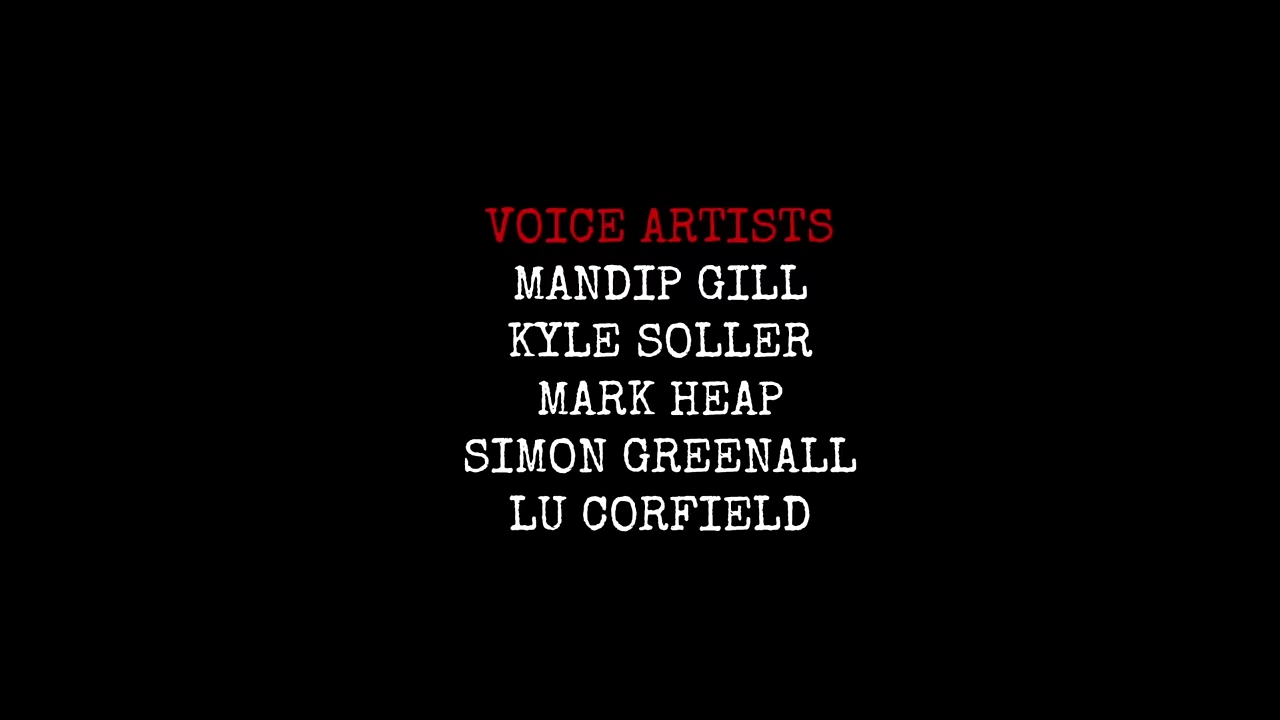 VOICE ARTISTS
MANDIP GILL
KYLE SOLLER
MARK HEAP
SIMON GREENALL
LU CORFIELD